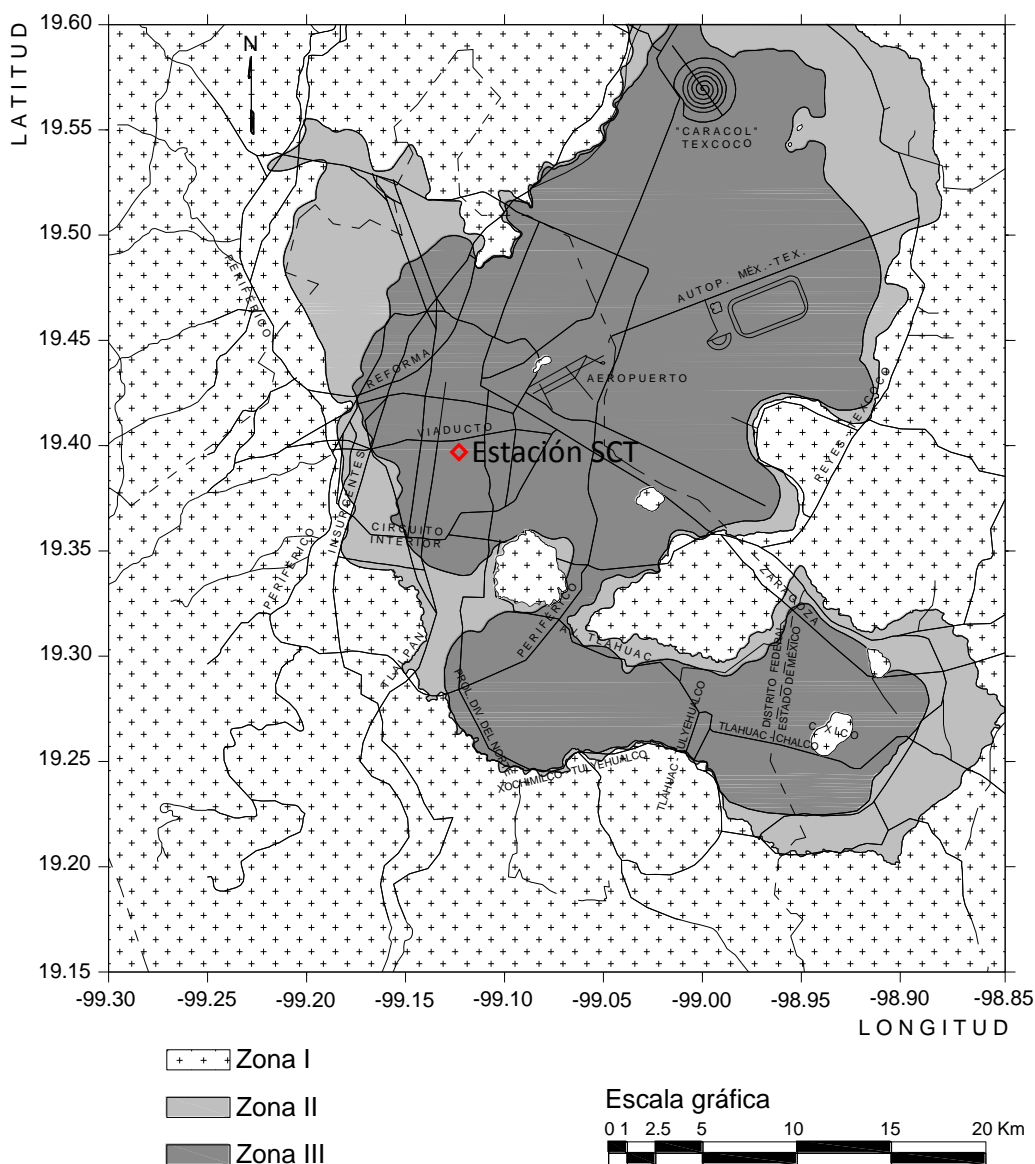 LATITUD
19.60
19.55
19.50
19.45
19.40
19.35
19.30
19.25
19.20
19.15
-99.30
-99.25
-99.20
-99.15
-99.10
-99.05
-99.00
-98.95
-98.90
-98.85
LONGITUD
N
"CARACOL"
TEXCOCO
PERIFERICO
AUTOP. MÉX.-TEX.
REFORMA
AEROPUERTO
VIADUCTO
Estación SCT
REYES - TEXCOCO
INSURGENTES
CIRCUITO
INTERIOR
PERIFERICO
ZARAGOZA
PERIFERICO
AV. TLAHUAC
TLALPAN
DISTRITO FEDERAL
ESTADO DE MÉXICO
PROL. DIV. DEL NORTE
TLAHUAC - TULYEHUALCO
TLAHUAC - CHALCO
XOCHIMILCO - TULYEHUALCO
Zona I
Zona II
Zona III
Escala gráfica
0 1 2.5 5 10 15 20 Km